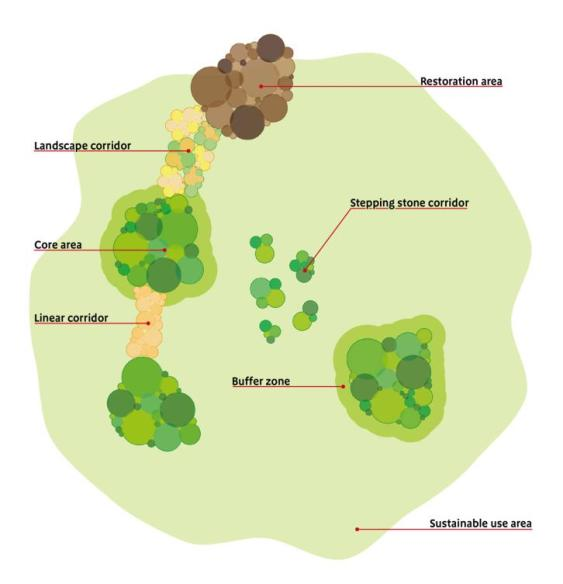 Restoration area
Landscape corridor
Stepping stone corridor
Core area
Linear corridor
Buffer zone
Sustainable use area